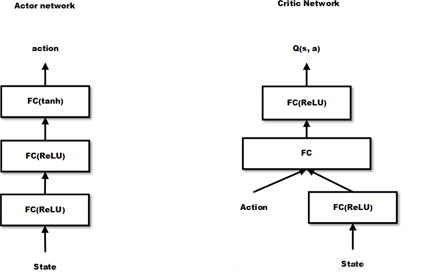 Actor network
action
FC(tanh)
FC(ReLU)
FC(ReLU)
State
Critic Network
Q(s, a)
FC(ReLU)
FC
Action
FC(ReLU)
State